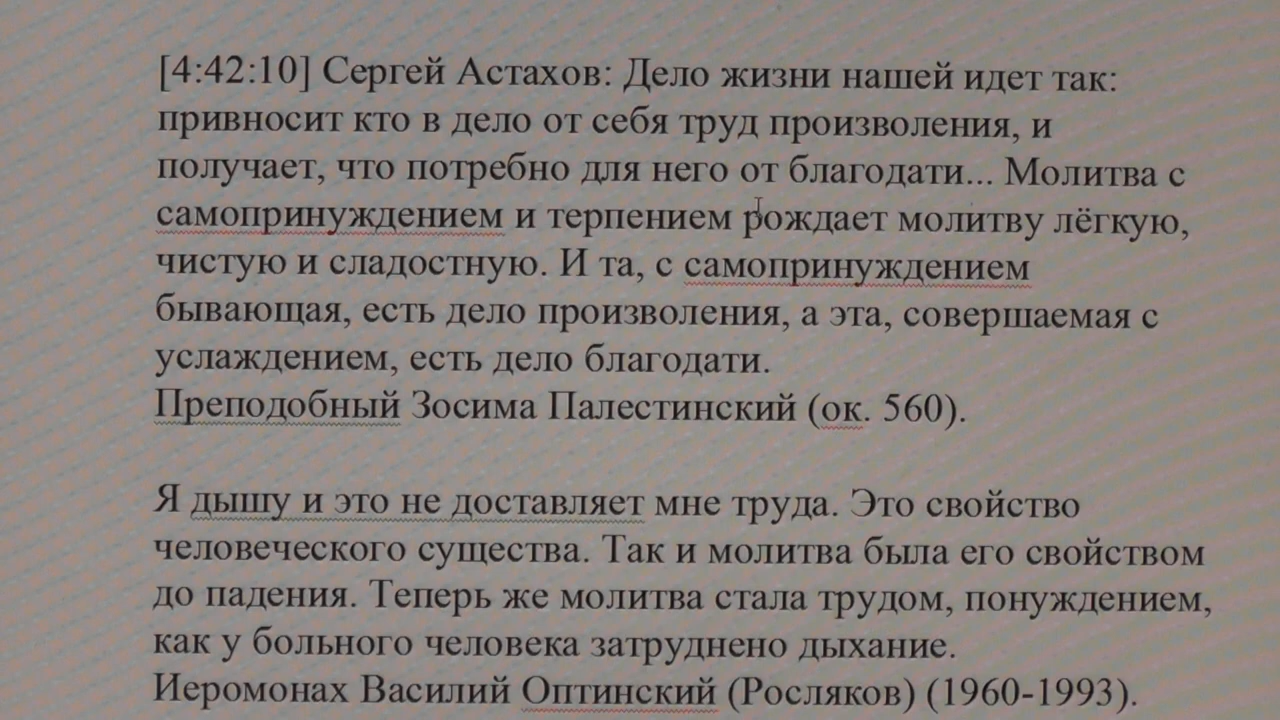 [4:42:10] Сергей Астахов: Дело жизни нашей идет так:
привносит кто в дело от себя труд произволения, и
получает, что потребно для него от благодати... Молитва с
самопринуждением и терпением рождает молитву лёгкую,
чистую и сладостную. И та, с самопринуждением
бывающая, есть дело произволения, а эта, совершаемая с
услаждением, есть дело благодати.
Преподобный Зосима Палестинский (ок. 560).
Я дышу и это не доставляет мне труда. Это свойство
человеческого существа. Так и молитва была его свойством
до падения. Теперь же молитва стала трудом, понуждением,
как у больного человека затруднено дыхание.
Иеромонах Василий Оптинский (Росляков) (1960-1993).